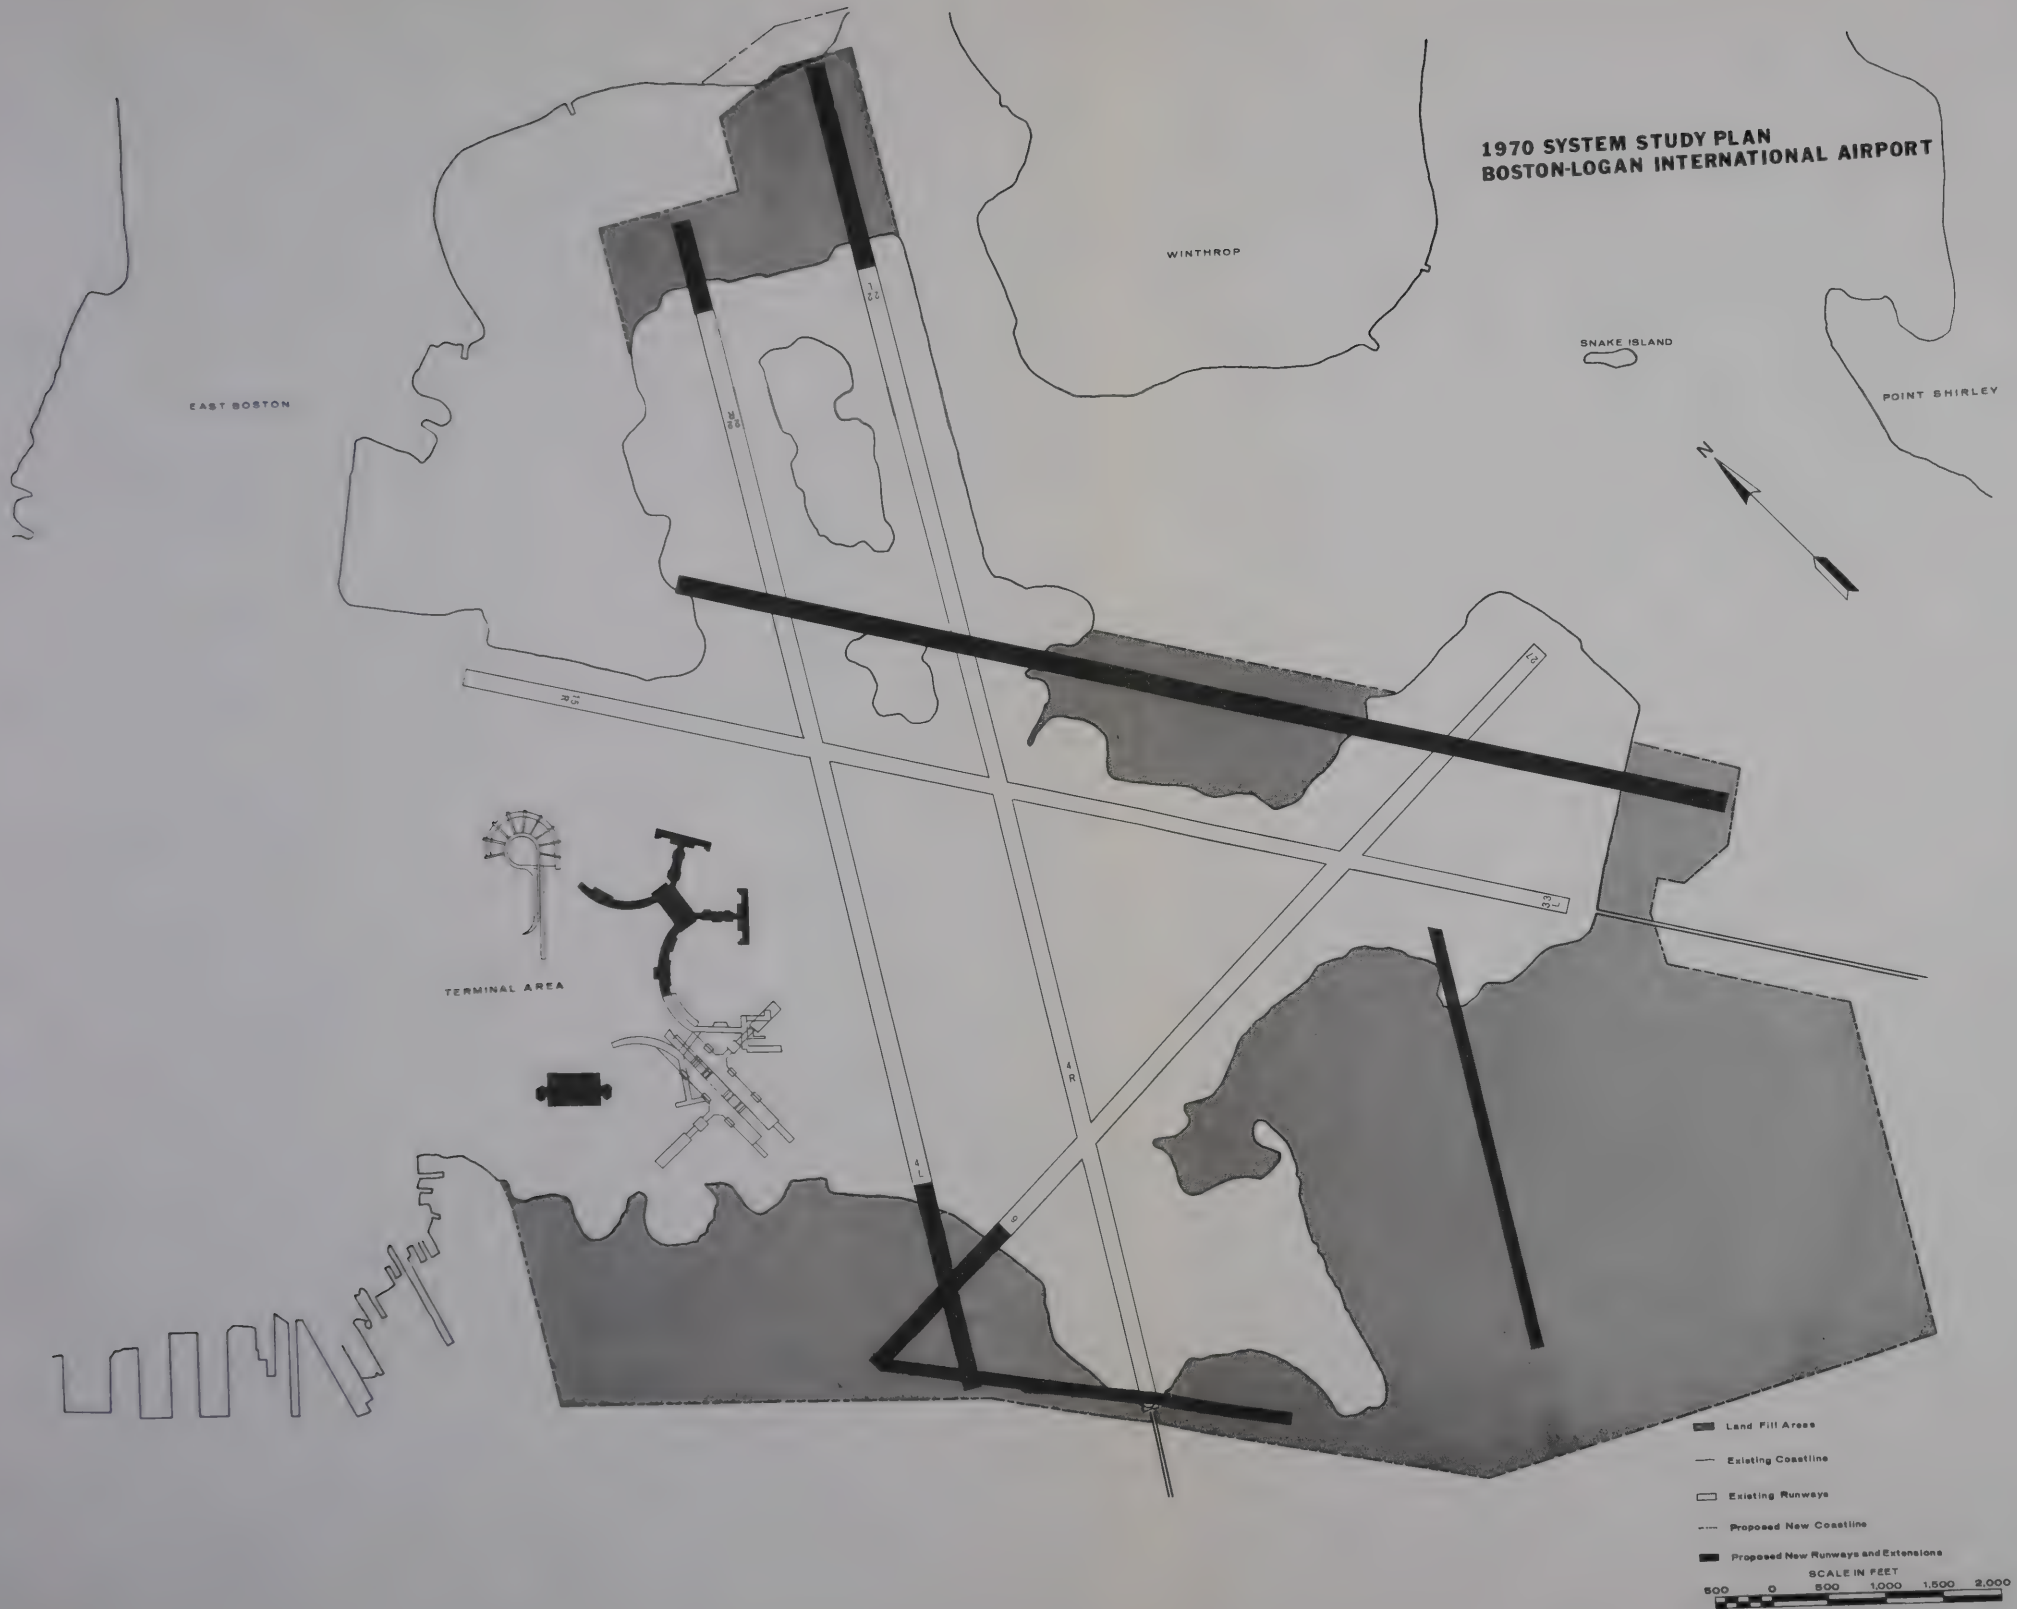 1970 SYSTEM STUDY PLAN
BOSTON-LOGAN INTERNATIONAL AIRPORT
WINTHROP
SNAKE ISLAND
POINT SHIRLEY
EAST BOSTON
N
22
L
22
R
27
15
R
33
L
TERMINAL AREA
4
R
4
L
9
Land Fill Areas
Existing Coastline
Existing Runways
Proposed New Coastline
Proposed New Runways and Extensions
SCALE IN FEET
500 0 500 1,000 1,500 2,000